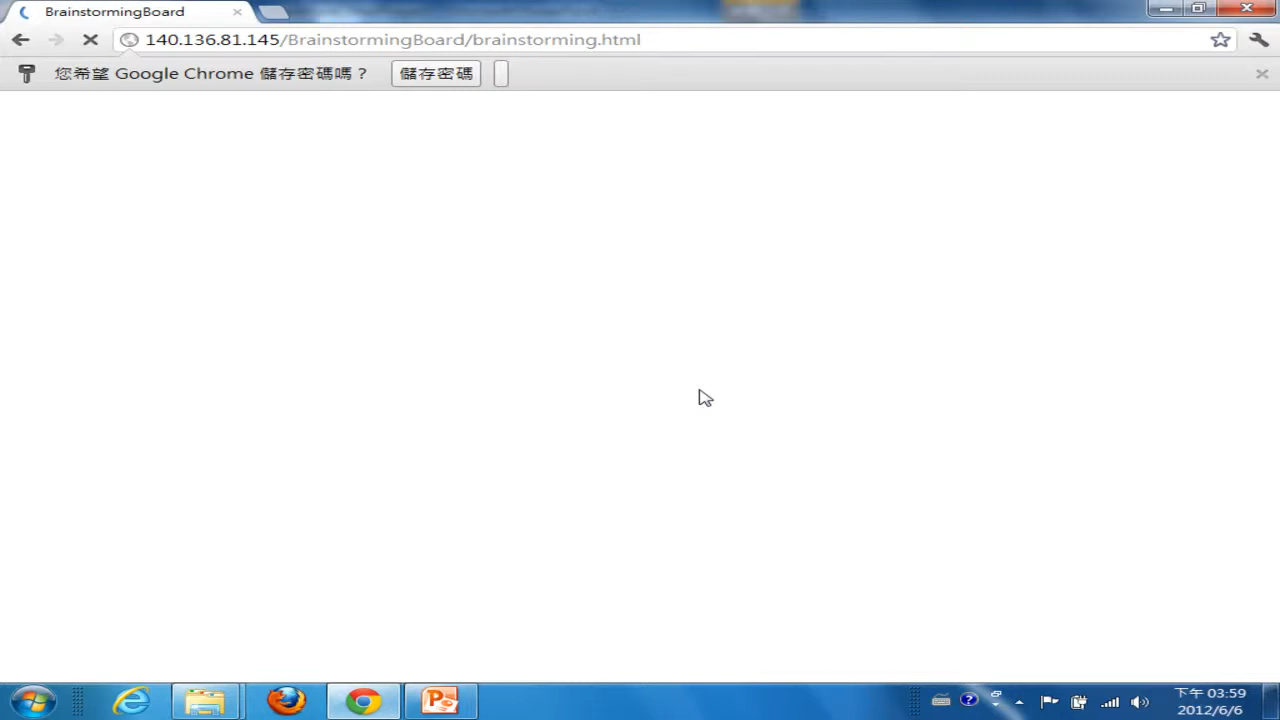 BrainstormingBoard
140.136.81.145/BrainstormingBoard/brainstorming.html
您希望 Google Chrome 儲存密碼嗎？ 儲存密碼
下午 03:59
2012/6/6